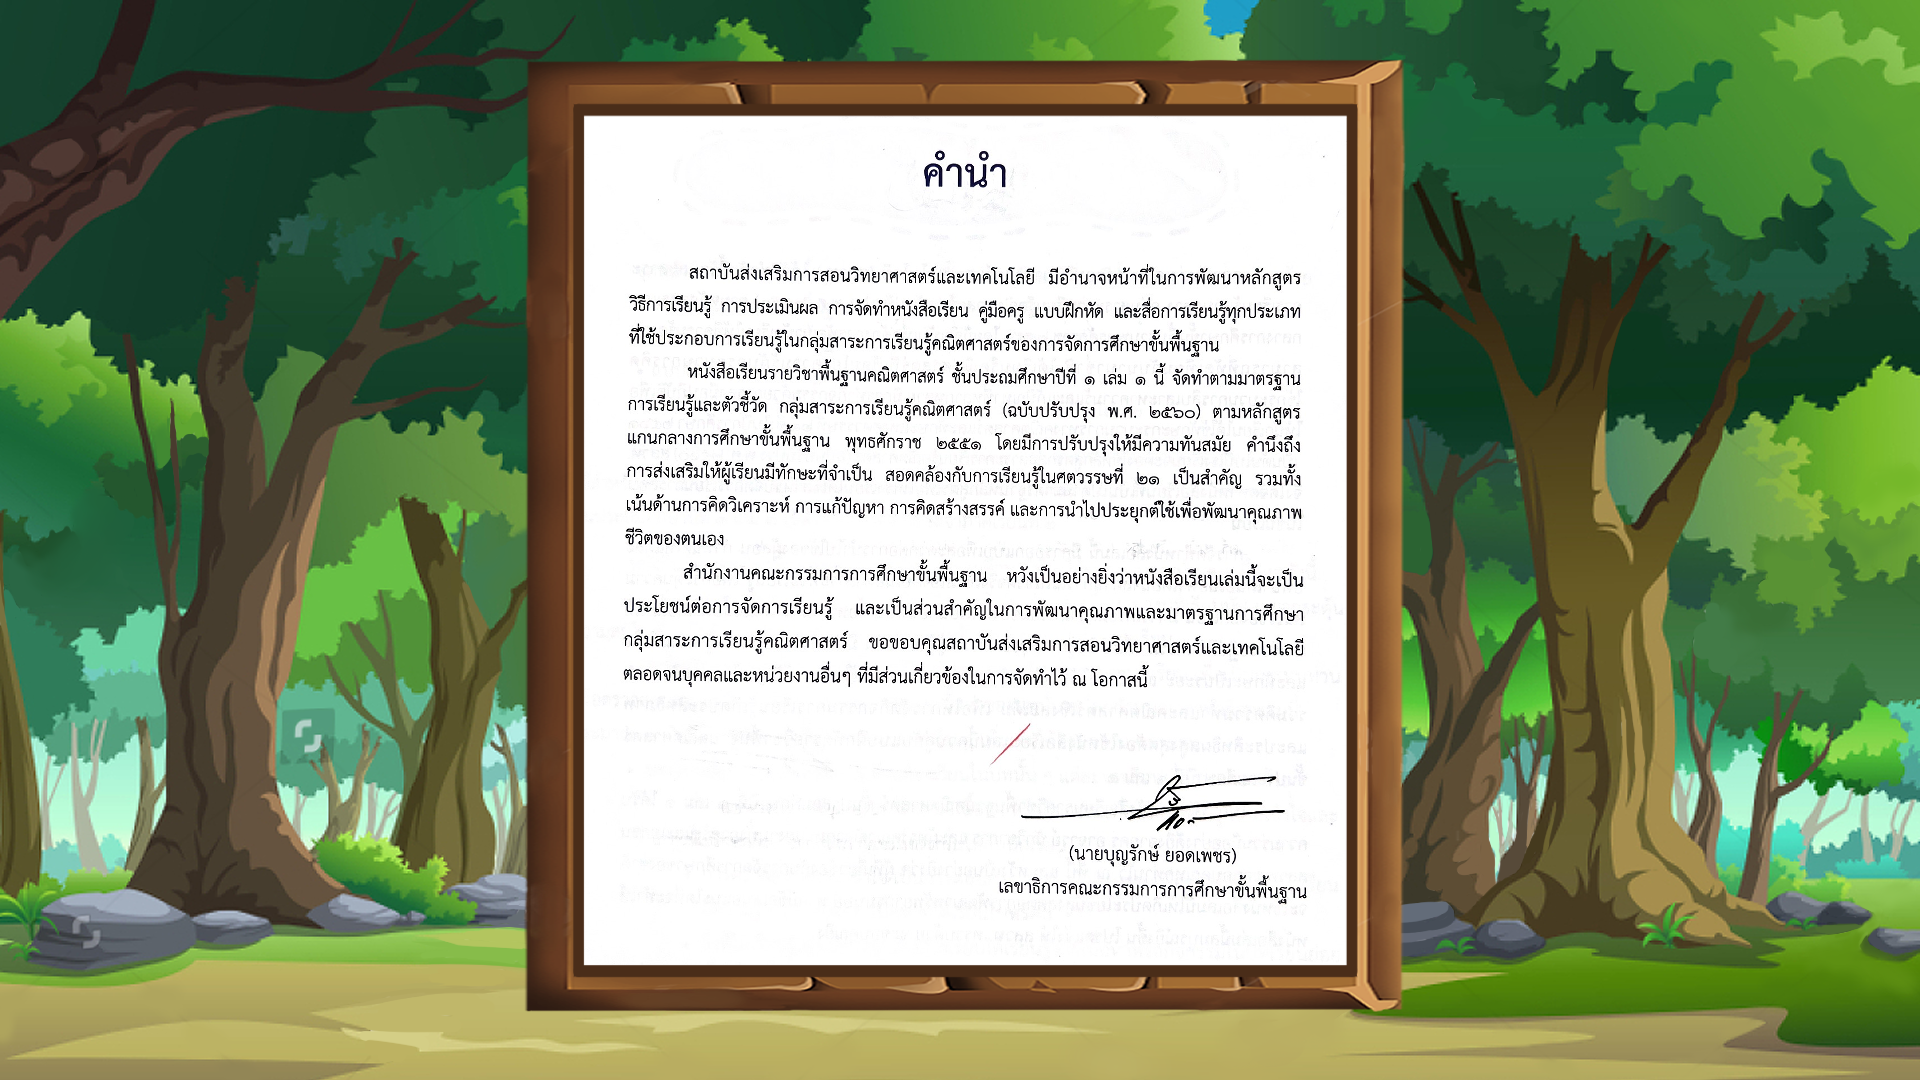 คำนำ
สถาบันส่งเสริมการสอนวิทยาศาสตร์และเทคโนโลยี มีอำนาจหน้าที่ในการพัฒนาหลักสูตร
วิธีการเรียนรู้ การประเมินผล การจัดทำหนังสือเรียน คู่มือครู แบบฝึกหัด และสื่อการเรียนรู้ทุกประเภท
ที่ใช้ประกอบการเรียนรู้ในกลุ่มสาระการเรียนรู้คณิตศาสตร์ของการจัดการศึกษาขั้นพื้นฐาน
หนังสือเรียนรายวิชาพื้นฐานคณิตศาสตร์ ชั้นประถมศึกษาปีที่ ๑ เล่ม ๑ นี้ จัดทำตามมาตรฐาน
การเรียนรู้และตัวชี้วัด กลุ่มสาระการเรียนรู้คณิตศาสตร์ (ฉบับปรับปรุง พ.ศ. ๒๕๖๐) ตามหลักสูตร
แกนกลางการศึกษาขั้นพื้นฐาน พุทธศักราช ๒๕๕๑ โดยมีการปรับปรุงให้มีความทันสมัย คำนึงถึง
การส่งเสริมให้ผู้เรียนมีทักษะที่จำเป็น สอดคล้องกับการเรียนรู้ในศตวรรษที่ ๒๑ เป็นสำคัญ รวมทั้ง
เน้นด้านการคิดวิเคราะห์ การแก้ปัญหา การคิดสร้างสรรค์ และการนำไปประยุกต์ใช้เพื่อพัฒนาคุณภาพ
ชีวิตของตนเอง
สำนักงานคณะกรรมการการศึกษาขั้นพื้นฐาน หวังเป็นอย่างยิ่งว่าหนังสือเรียนเล่มนี้จะเป็น
ประโยชน์ต่อการจัดการเรียนรู้ และเป็นส่วนสำคัญในการพัฒนาคุณภาพและมาตรฐานการศึกษา
กลุ่มสาระการเรียนรู้คณิตศาสตร์ ขอขอบคุณสถาบันส่งเสริมการสอนวิทยาศาสตร์และเทคโนโลยี
ตลอดจนบุคคลและหน่วยงานอื่นๆ ที่มีส่วนเกี่ยวข้องในการจัดทำไว้ ณ โอกาสนี้
(นายบุญรักษ์ ยอดเพชร)
เลขาธิการคณะกรรมการการศึกษาขั้นพื้นฐาน